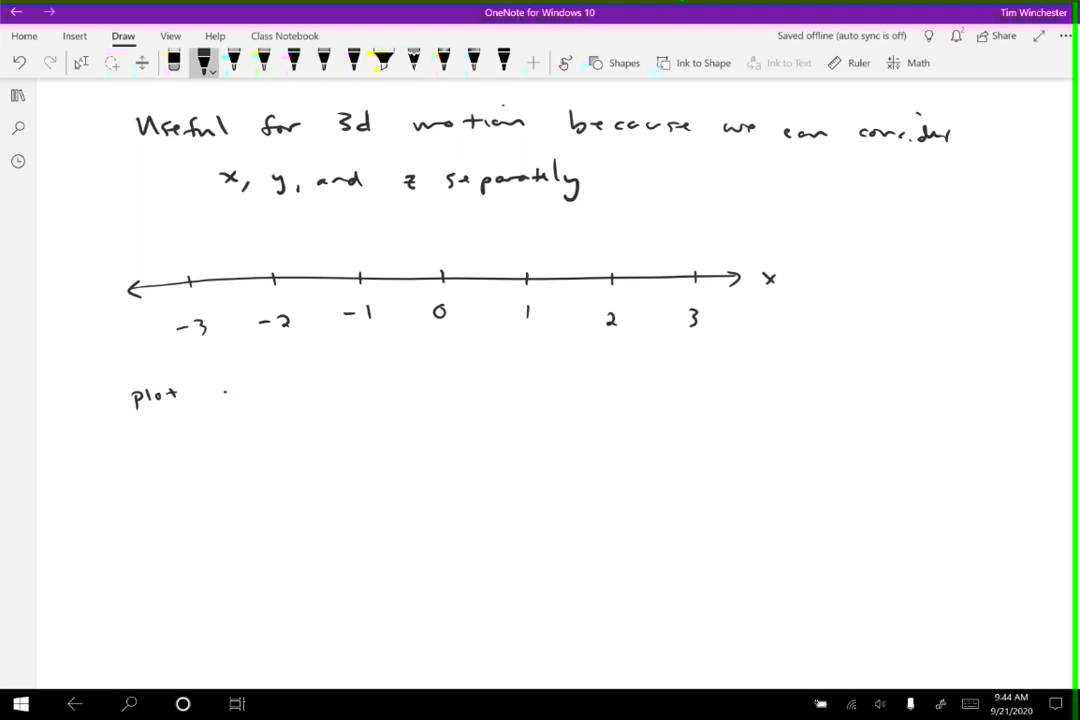 OneNote for Windows 10
Tim Winchester
Home Insert Draw View Help Class Notebook
Saved offline (auto sync is off) Share
Shapes Ink to Shape Ink to Text Ruler Math
Useful for 3d motion because we can consider
x, y, and z separately
x
-3 -2 -1 0 1 2 3
plot
9:44 AM
9/21/2020